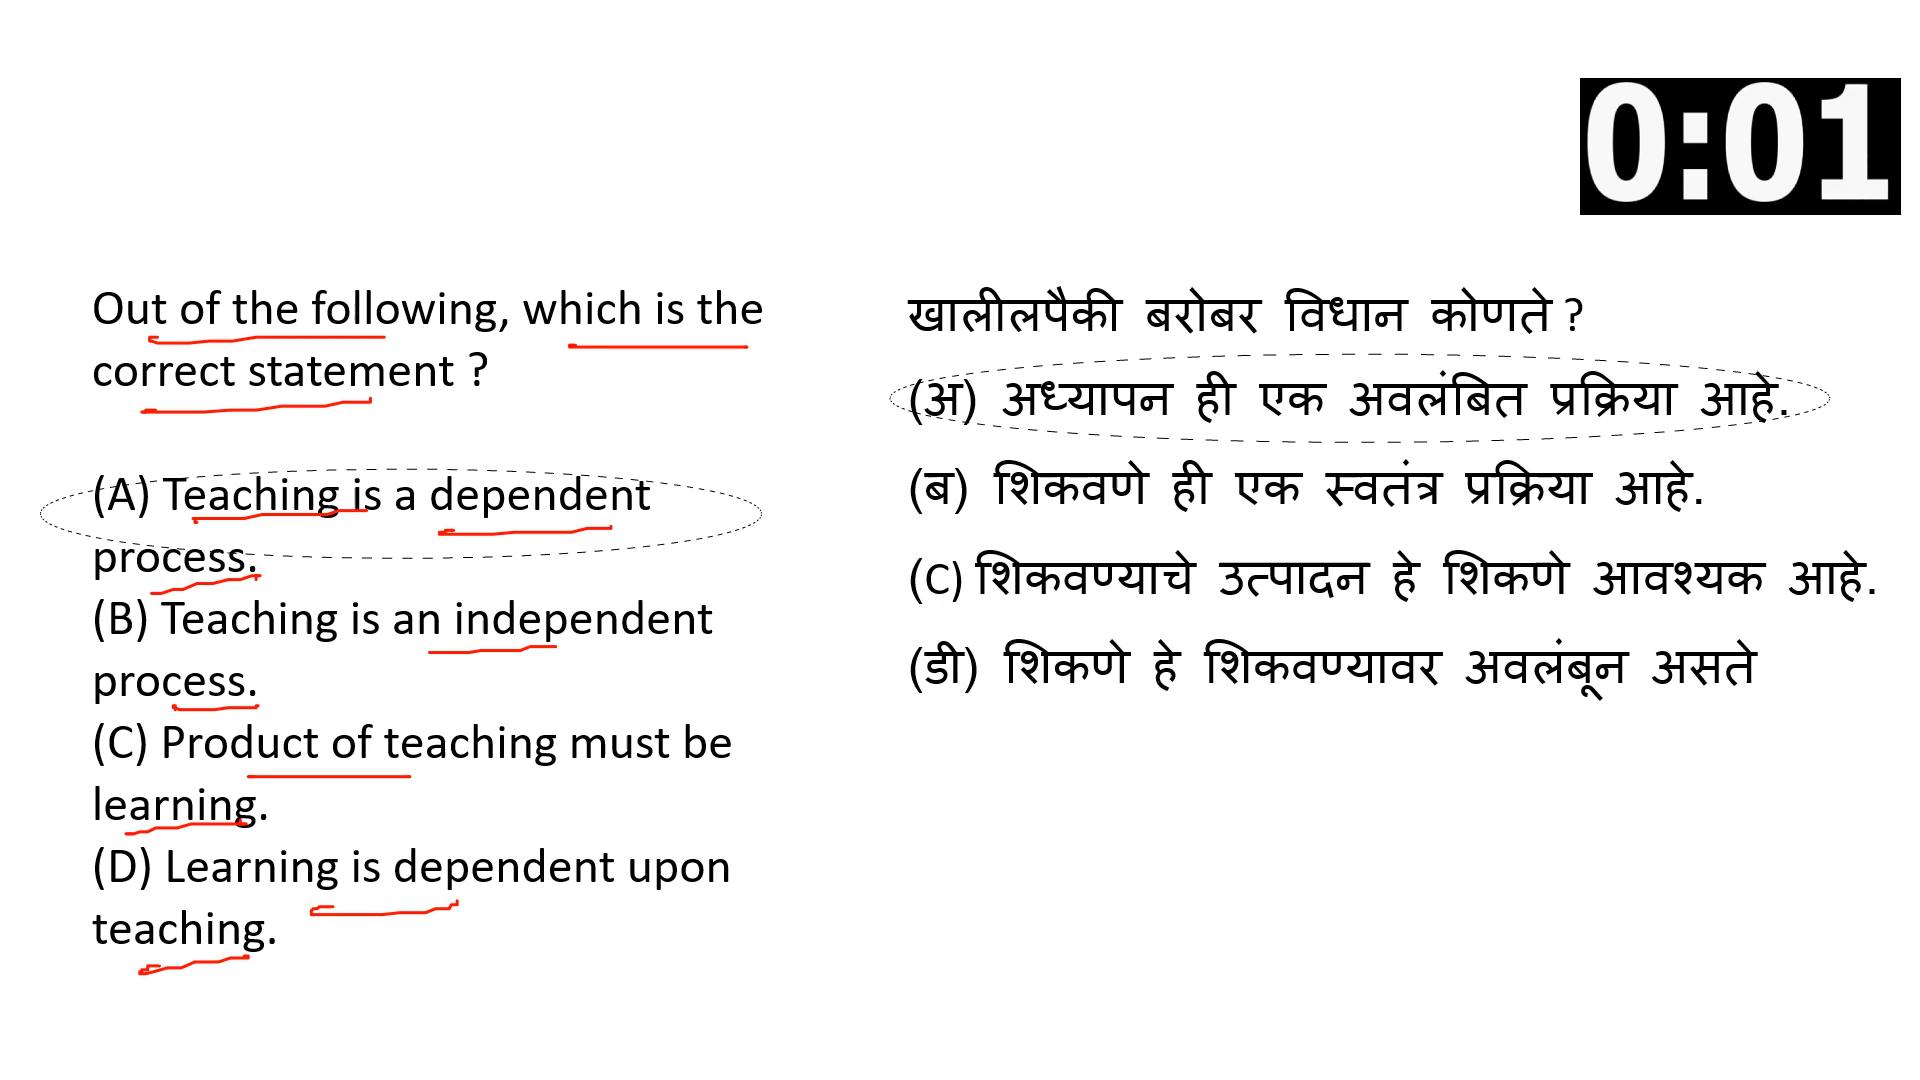 0:01
Out of the following, which is the
correct statement ?
(A) Teaching is a dependent
process.
(B) Teaching is an independent
process.
(C) Product of teaching must be
learning.
(D) Learning is dependent upon
teaching.
खालीलपैकी बरोबर विधान कोणते ?
(अ) अध्यापन ही एक अवलंबित प्रक्रिया आहे.
(ब) शिकवणे ही एक स्वतंत्र प्रक्रिया आहे.
(C) शिकवण्याचे उत्पादन हे शिकणे आवश्यक आहे.
(डी) शिकणे हे शिकवण्यावर अवलंबून असते